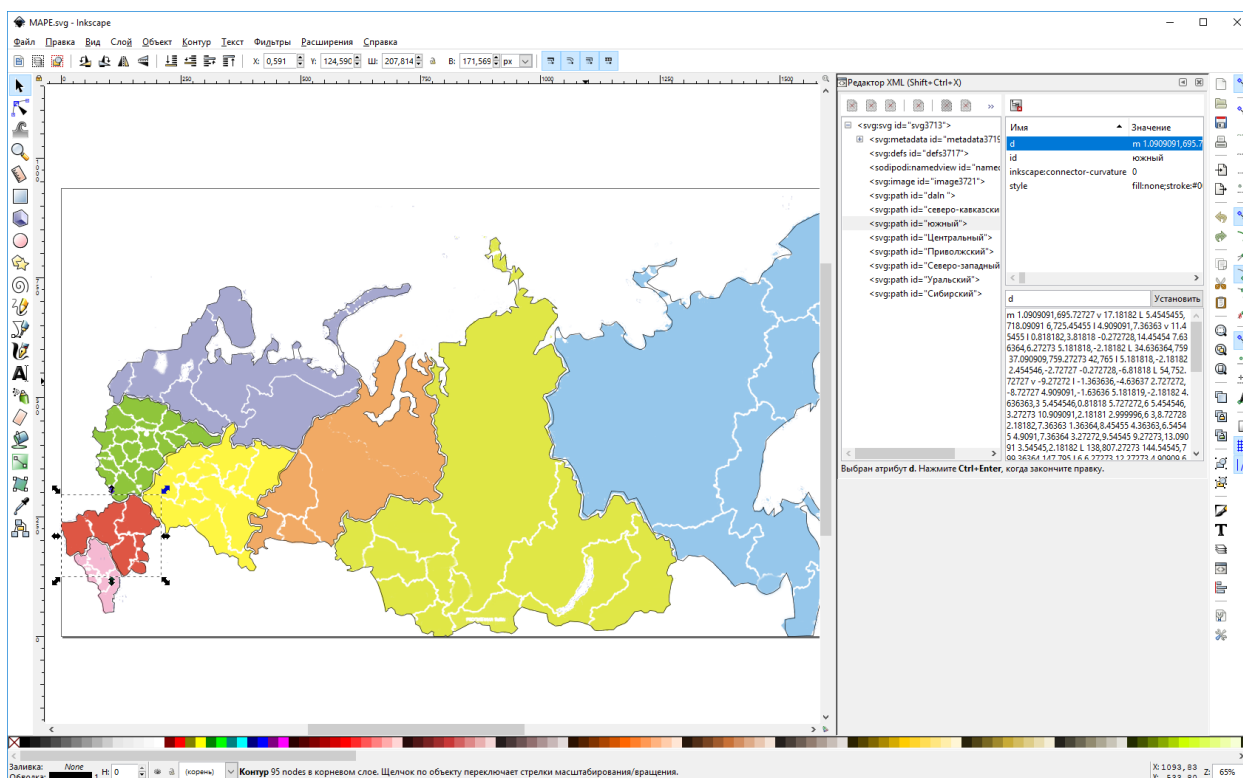 MAPE.svg - Inkscape
Файл Правка Вид Слой Объект Контур Текст Фильтры Расширения Справка
X: 0,591 Y: 124,590 Ш: 207,814 В: 171,569 px
Редактор XML (Shift+Ctrl+X)
<svg:svg id="svg3713">
<svg:metadata id="metadata3719
<svg:defs id="defs3717">
<sodipodi:namedview id="named
<svg:image id="image3721">
<svg:path id="daln ">
<svg:path id="северо-кавказски
<svg:path id="южный">
<svg:path id="Центральный">
<svg:path id="Приволжский">
<svg:path id="Северо-западный
<svg:path id="Уральский">
<svg:path id="Сибирский">
Имя Значение
d m 1.0909091,695.7
id южный
inkscape:connector-curvature 0
style fill:none;stroke:#0
d Установить
m 1.0909091,695.72727 v 17.18182 L 5.4545455,
718.09091 6,725.45455 l 4.909091,7.36363 v 11.4
5455 l 0.818182,3.818181 -0.272728,14.45454 7.63
6364,6.27273 5.181818,-2.18182 L 34.636364,759
37.090909,759.27273 42,765 l 5.181818,-2.18182
2.454546,-2.72727 -0.272728,-6.81818 L 54,752.
72727 v -9.27272 l -1.363636,-4.63637 2.727272,
-8.72727 4.909091,-1.63636 5.181819,-2.18182 4.
636363,3 5.454546,0.81818 5.727272,6 5.454546,
3.27273 10.909091,2.18181 2.999996,6 3,8.72728
2.18182,7.36363 1.36364,8.45455 4.36363,6.5454
5 4.9091,7.36364 3.27272,9.54545 9.27273,13.090
91 3.54545,2.18182 L 138,807.27273 144.54545,7
Выбран атрибут d. Нажмите Ctrl+Enter, когда закончите правку.
Заливка: None
Обводка: 1 Н: 0 (корень) Контур 95 nodes в корневом слое. Щелчок по объекту переключает стрелки масштабирования/вращения.
X: 1093,83
Z: 65%